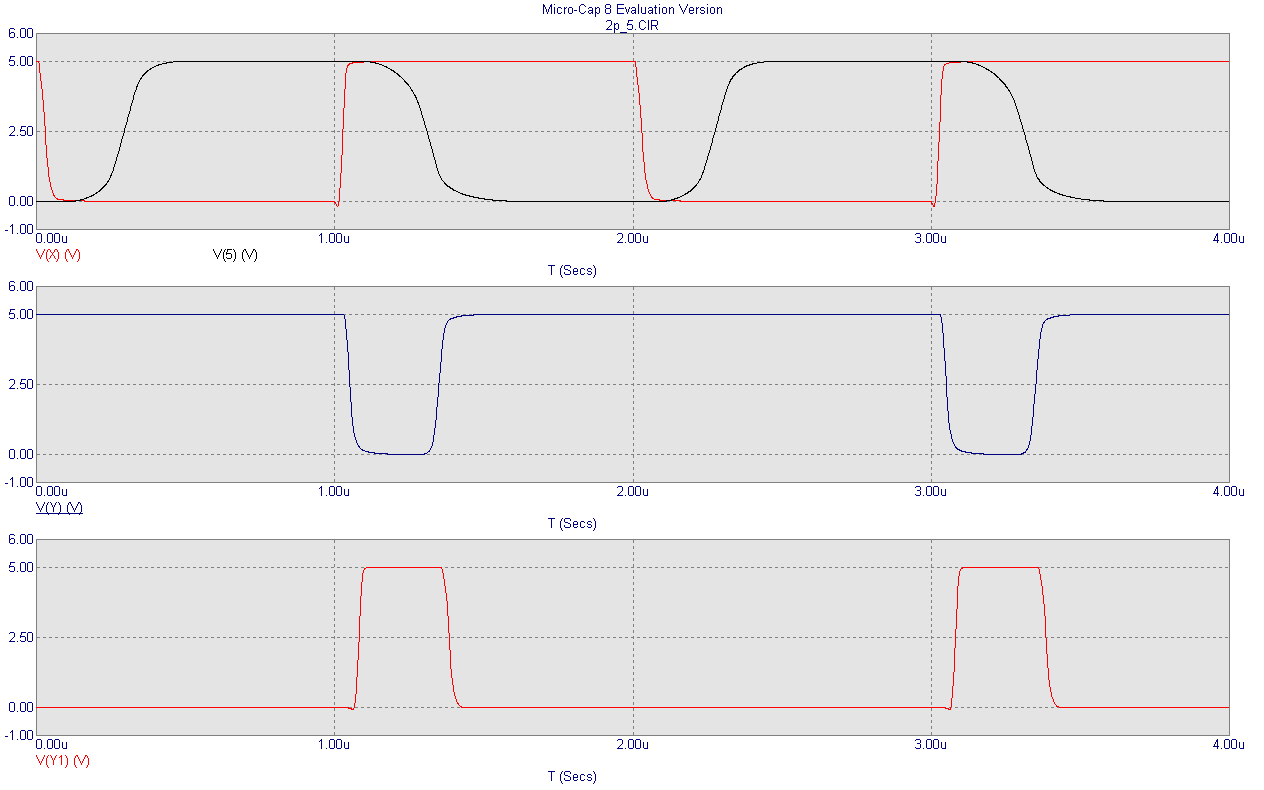 Micro-Cap 8 Evaluation Version
2p_5.CIR
6.00
5.00
2.50
0.00
-1.00
0.00u 1.00u 2.00u 3.00u 4.00u
V(X) (V) V(5) (V)
T (Secs)
6.00
5.00
2.50
0.00
-1.00
0.00u 1.00u 2.00u 3.00u 4.00u
V(Y) (V)
T (Secs)
6.00
5.00
2.50
0.00
-1.00
0.00u 1.00u 2.00u 3.00u 4.00u
V(Y1) (V)
T (Secs)